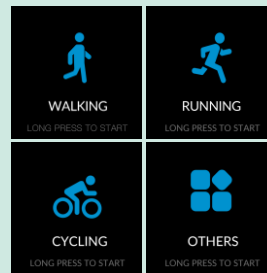 WALKING
LONG PRESS TO START
RUNNING
LONG PRESS TO START
CYCLING
LONG PRESS TO START
OTHERS
LONG PRESS TO START